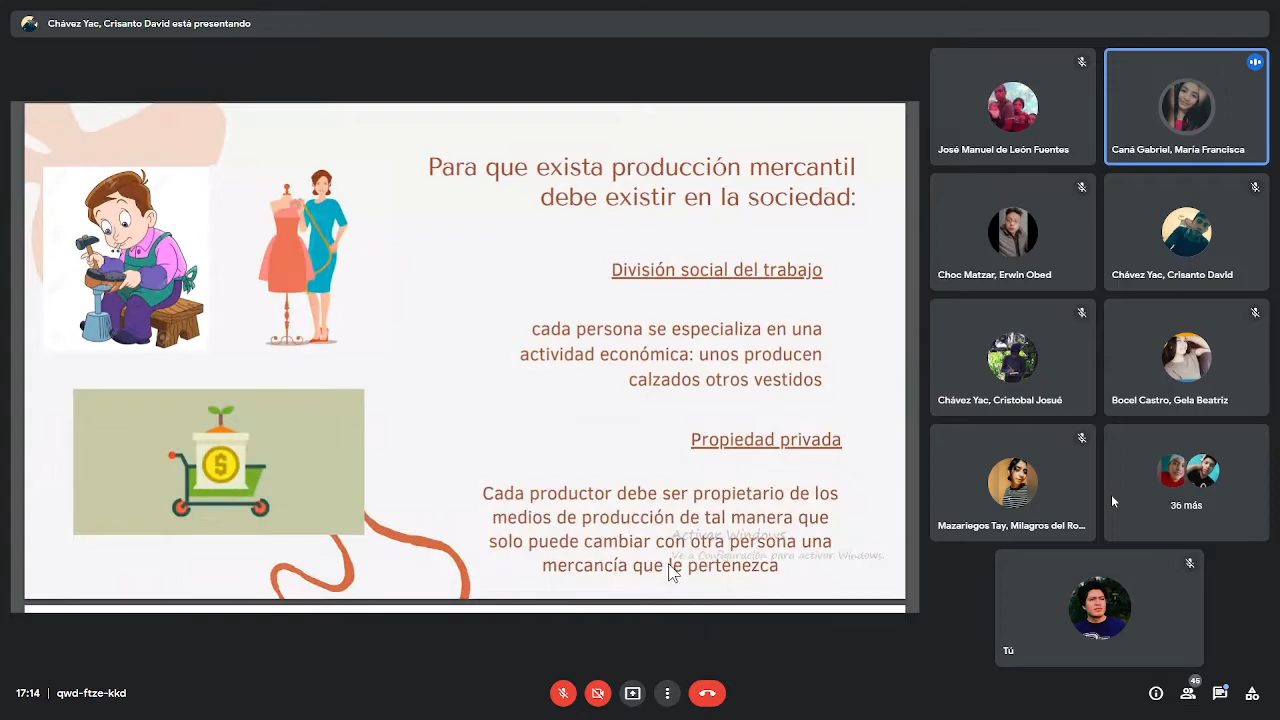 Chávez Yac, Crisanto David está presentando
Para que exista producción mercantil
debe existir en la sociedad:
División social del trabajo
cada persona se especializa en una
actividad económica: unos producen
calzados otros vestidos
Propiedad privada
Cada productor debe ser propietario de los
medios de producción de tal manera que
solo puede cambiar con otra persona una
mercancía que le pertenezca
Activar Windows
Ve a Configuración para activar Windows.
$
José Manuel de León Fuentes
Caná Gabriel, María Francisca
Choc Matzar, Erwin Obed
Chávez Yac, Crisanto David
Chávez Yac, Cristobal Josué
Bocel Castro, Gela Beatriz
Mazariegos Tay, Milagros del Ro...
36 más
Tú
17:14 | qwd-ftze-kkd
45